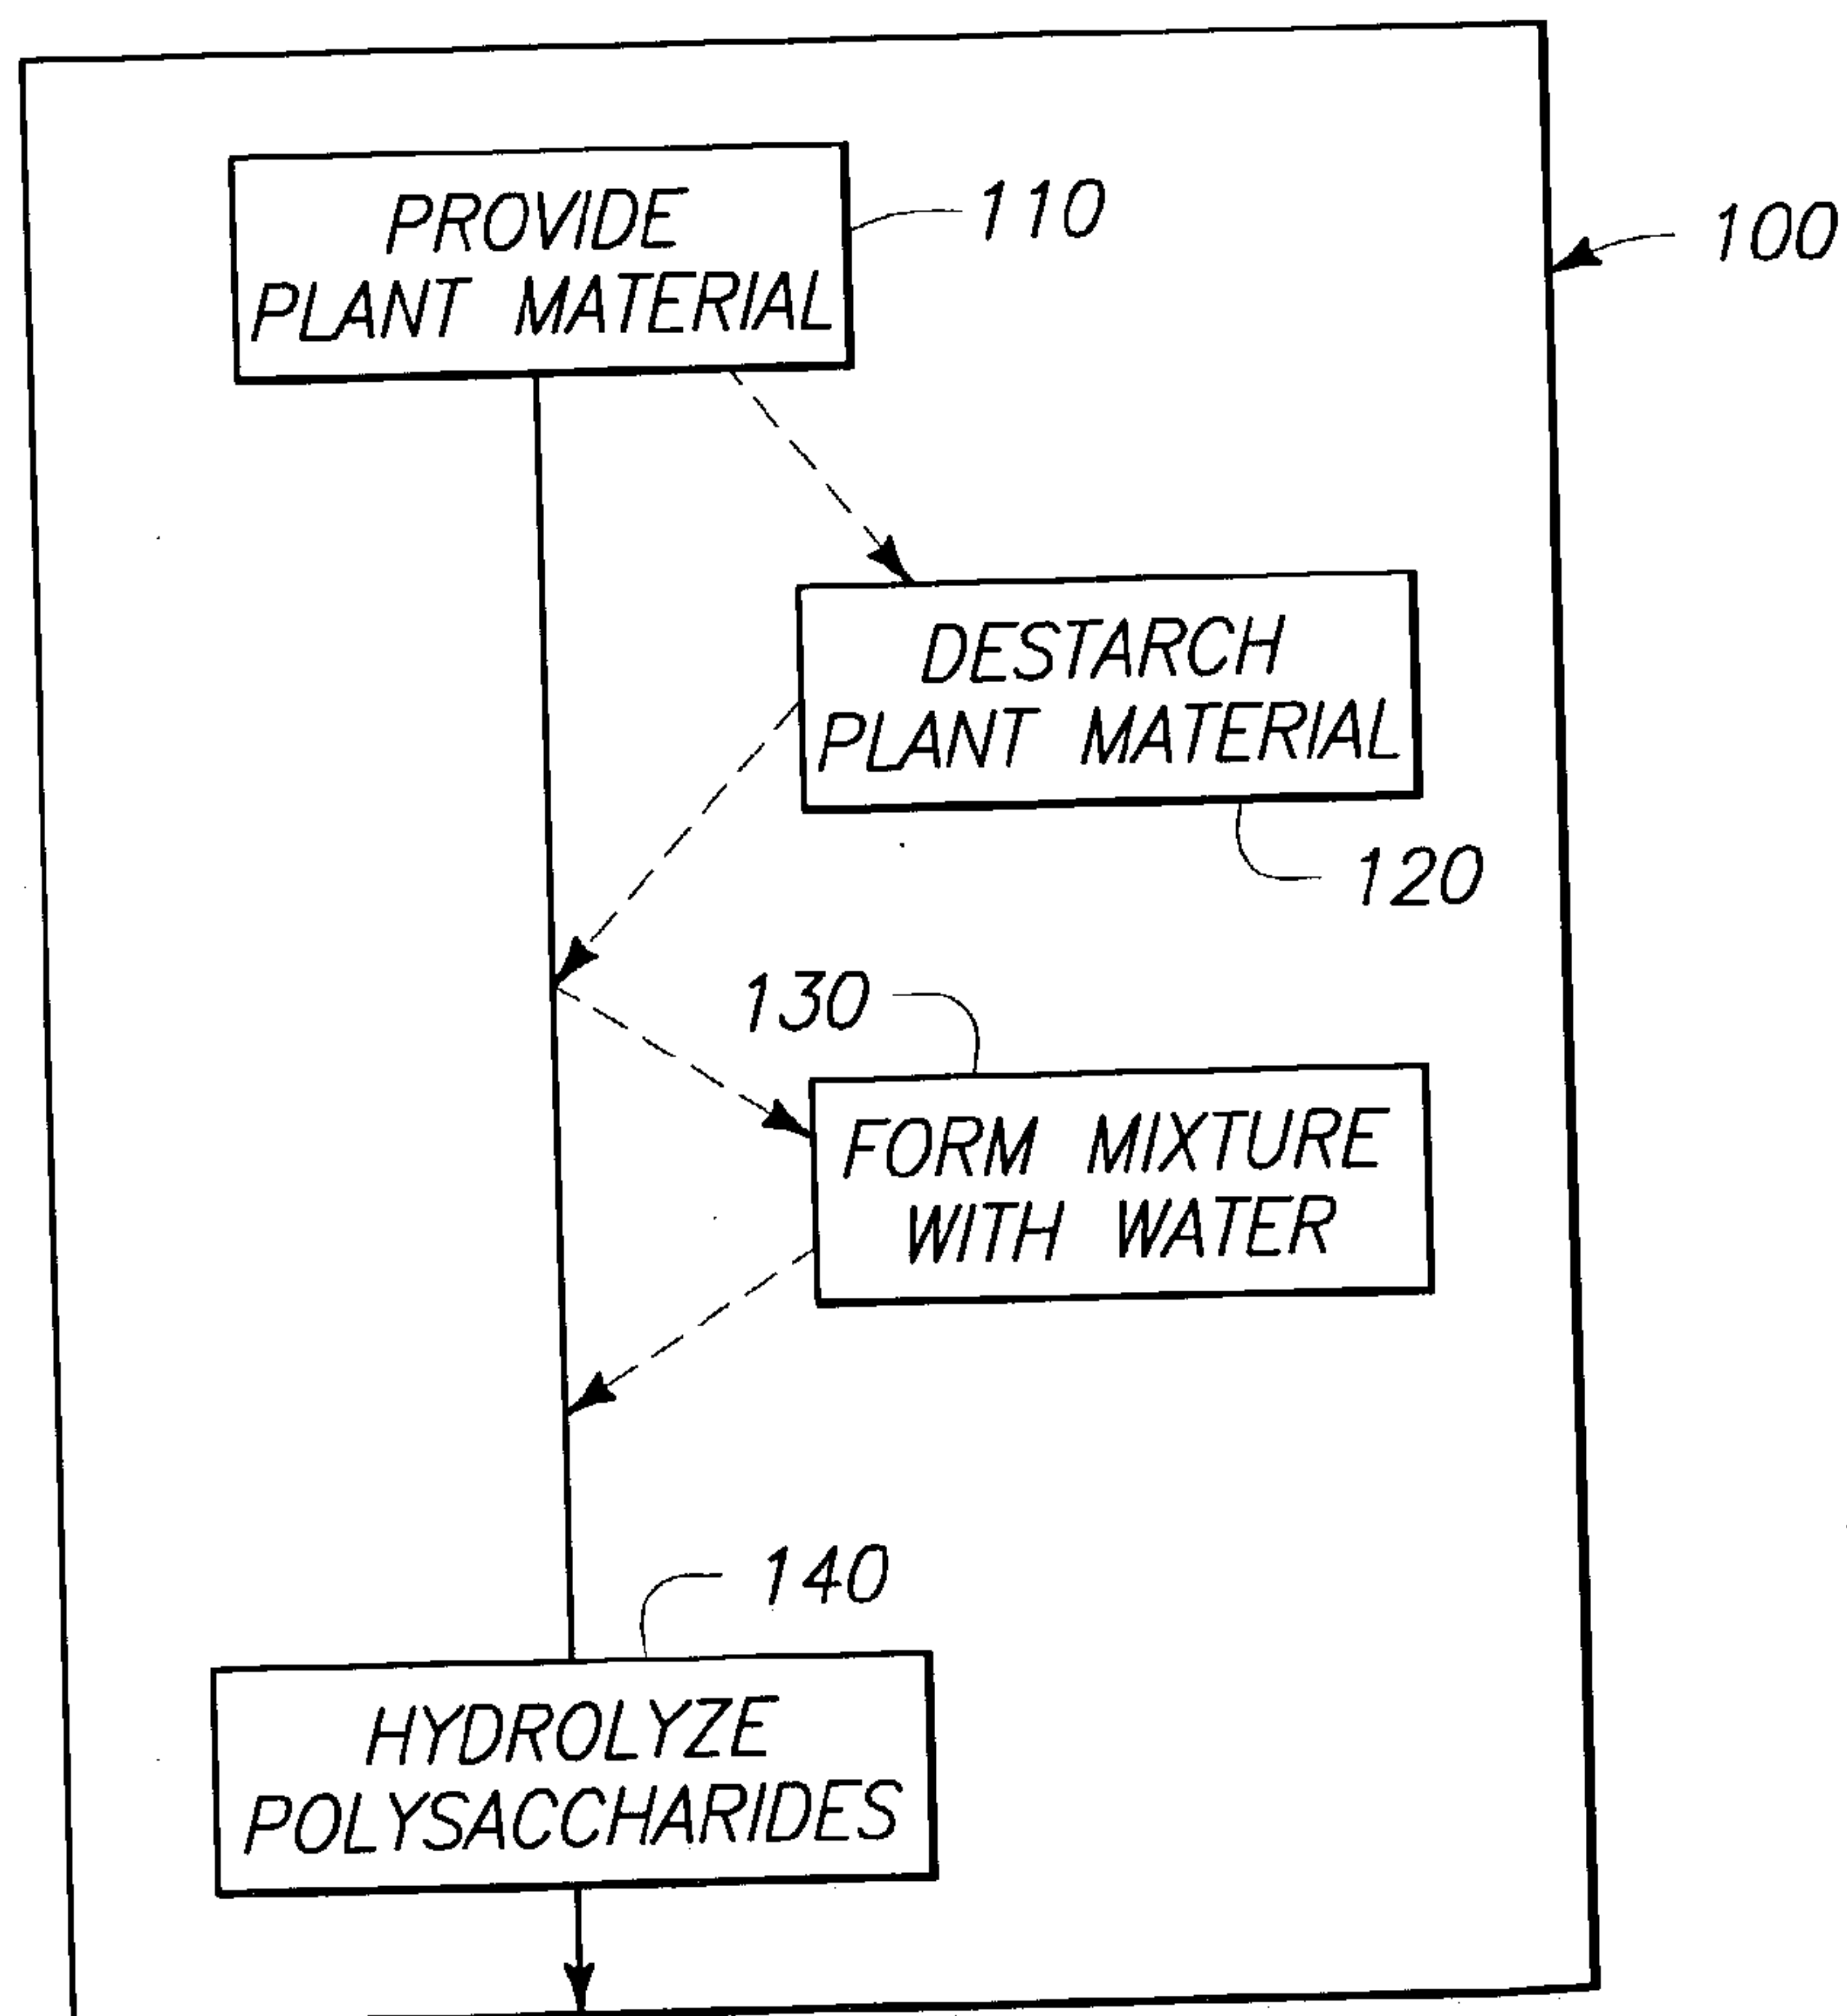 PROVIDE
PLANT MATERIAL
110
100
DESTARCH
PLANT MATERIAL
120
130
FORM MIXTURE
WITH WATER
140
HYDROLYZE
POLYSACCHARIDES